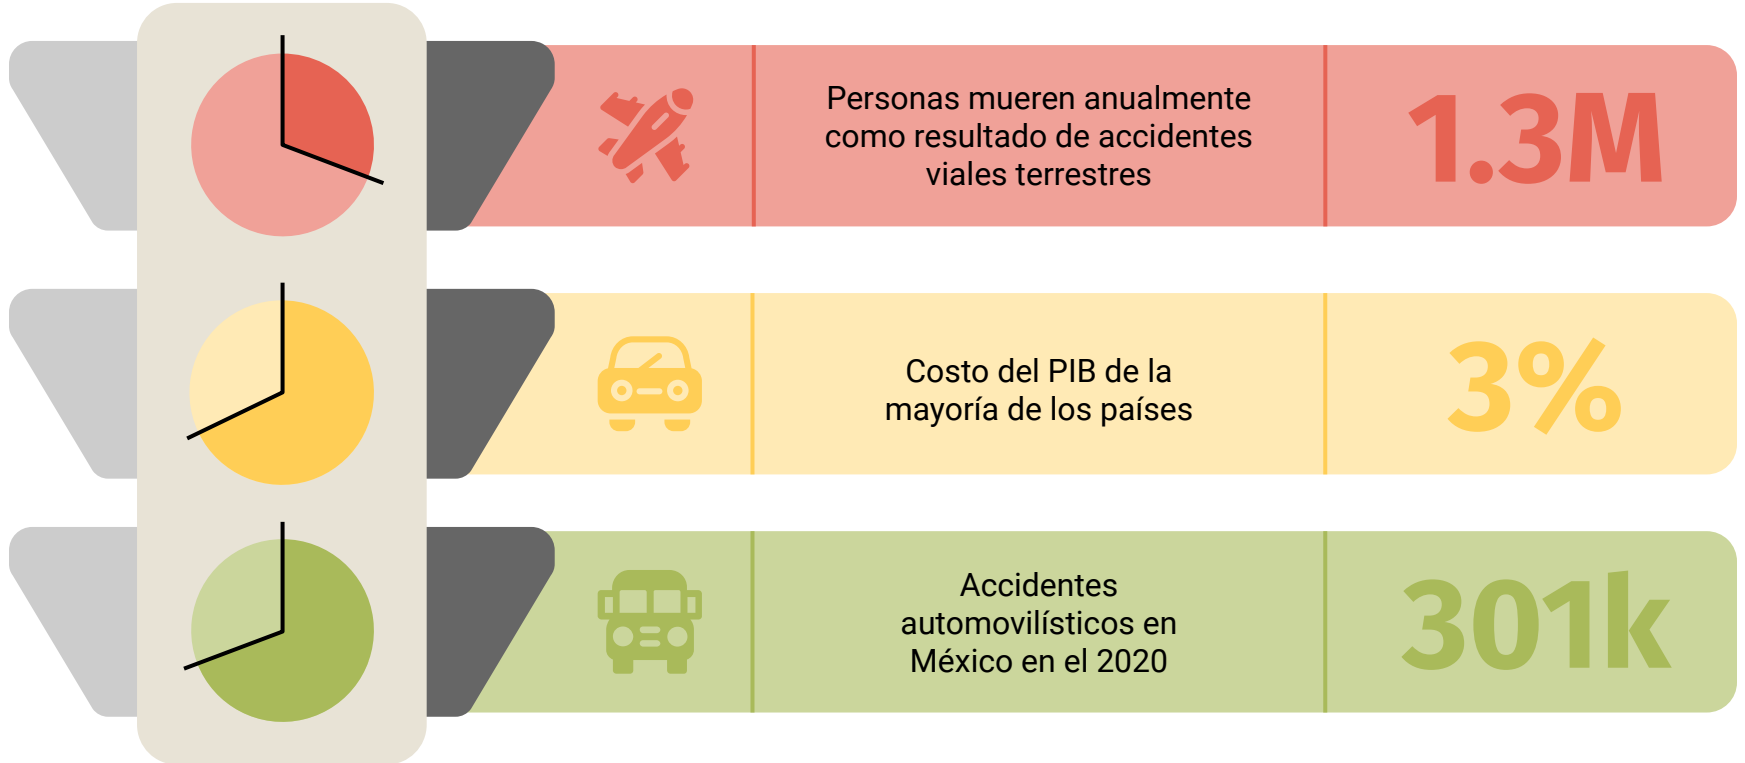 Personas mueren anualmente
como resultado de accidentes
viales terrestres
1.3M
Costo del PIB de la
mayoría de los países
3%
Accidentes
automovilísticos en
México en el 2020
301k